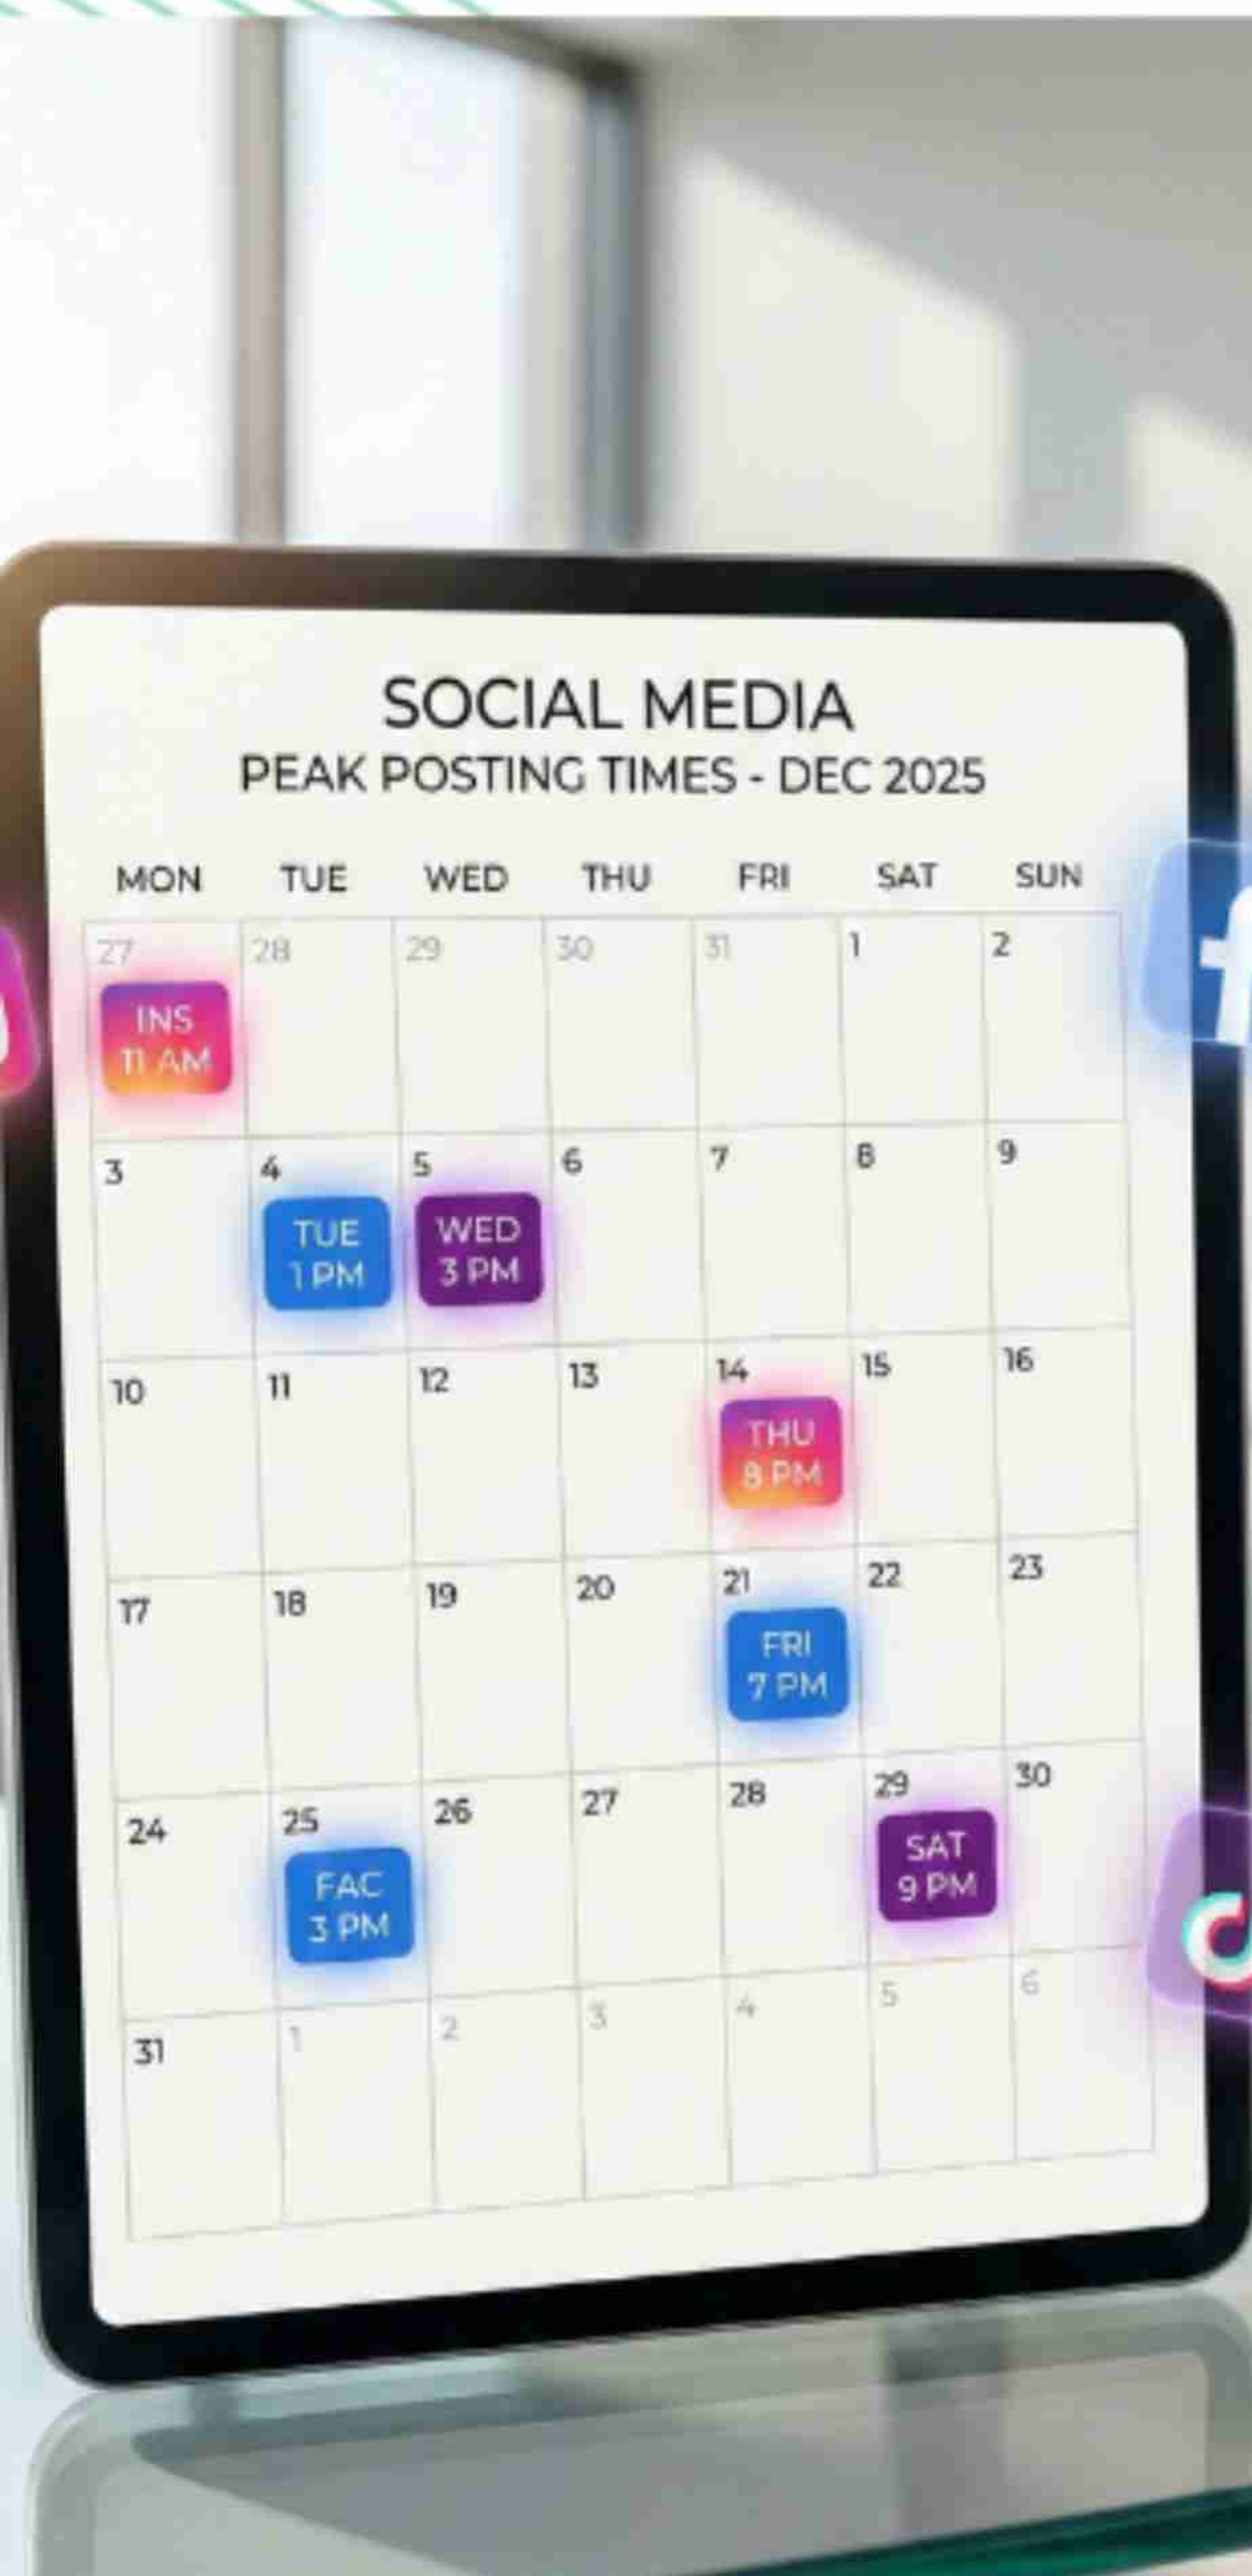 SOCIAL MEDIA
PEAK POSTING TIMES - DEC 2025
MON TUE WED THU FRI SAT SUN
27 28 29 30 31 1 2
INS
11 AM
3 4 5 6 7 8 9
TUE
1 PM
WED
3 PM
10 11 12 13 14 15 16
THU
8 PM
17 18 19 20 21 22 23
FRI
7 PM
24 25 26 27 28 29 30
FAC
3 PM
SAT
9 PM
31 1 2 3 4 5 6